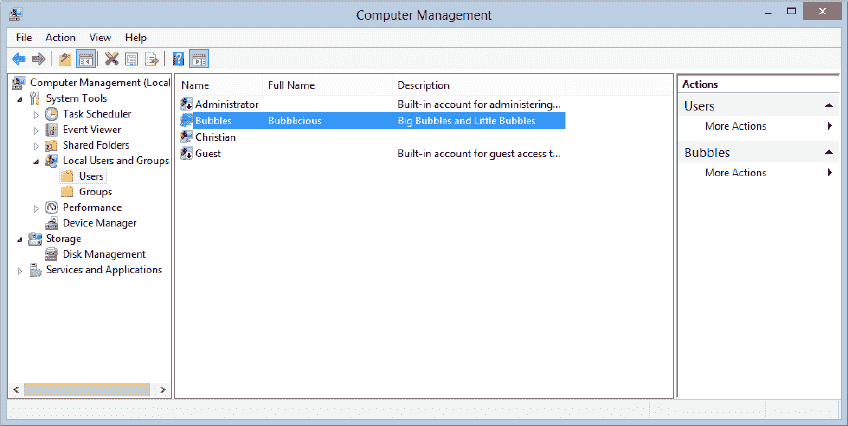 Computer Management
File Action View Help
Computer Management (Local
System Tools
Task Scheduler
Event Viewer
Shared Folders
Local Users and Groups
Users
Groups
Performance
Device Manager
Storage
Disk Management
Services and Applications
Name Full Name Description
Administrator Built-in account for administering...
Bubbles Bubblicious Big Bubbles and Little Bubbles
Christian
Guest Built-in account for guest access t...
Actions
Users
More Actions
Bubbles
More Actions